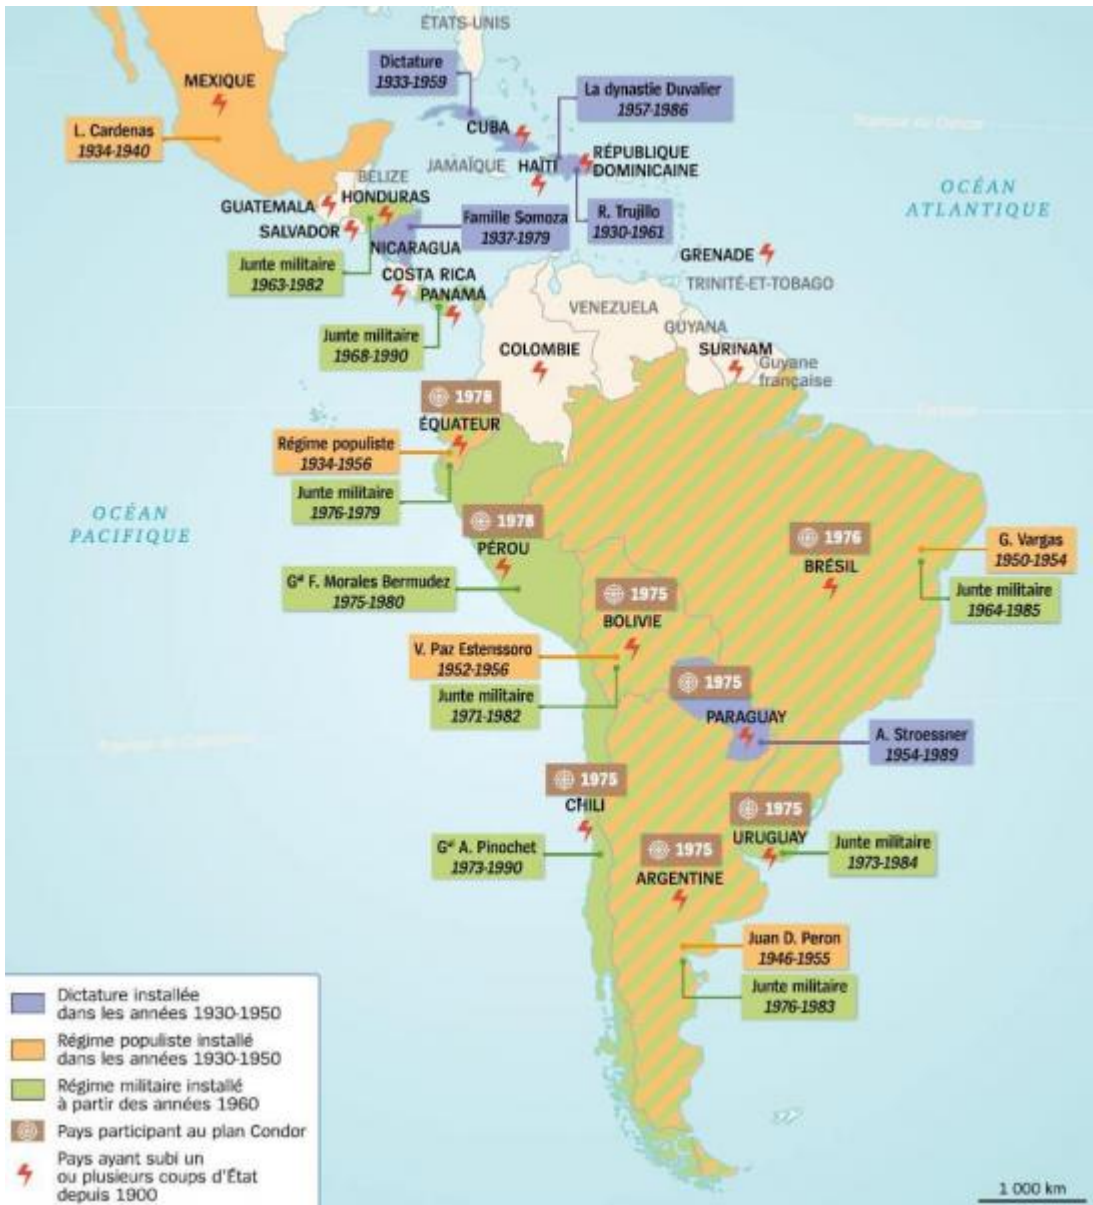 ÉTATS-UNIS
Dictature
1933-1959
MEXIQUE
La dynastie Duvalier
1957-1986
L. Cardenas
1934-1940
CUBA
JAMAÏQUE
HAÏTI
RÉPUBLIQUE
DOMINICAINE
BÉLIZE
HONDURAS
GUATEMALA
SALVADOR
NICARAGUA
Famille Somoza
1937-1979
R. Trujillo
1930-1961
OCÉAN
ATLANTIQUE
Junte militaire
1963-1982
COSTA RICA
PANAMA
GRENADE
TRINITÉ-ET-TOBAGO
VENEZUELA
GUYANA
Junte militaire
1968-1990
COLOMBIE
SURINAM
Guyane
française
1978
ÉQUATEUR
Régime populiste
1934-1956
Junte militaire
1976-1979
OCÉAN
PACIFIQUE
1978
PÉROU
1976
BRÉSIL
G. Vargas
1950-1954
Junte militaire
1964-1985
Gal F. Morales Bermudez
1975-1980
1975
BOLIVIE
V. Paz Estenssoro
1952-1956
Junte militaire
1971-1982
1975
PARAGUAY
A. Stroessner
1954-1989
1975
CHILI
1975
URUGUAY
Junte militaire
1973-1984
Gal A. Pinochet
1973-1990
1975
ARGENTINE
Juan D. Peron
1946-1955
Junte militaire
1976-1983
Dictature installée
dans les années 1930-1950
Régime populiste installé
dans les années 1930-1950
Régime militaire installé
à partir des années 1960
Pays participant au plan Condor
Pays ayant subi un
ou plusieurs coups d'État
depuis 1900
1 000 km